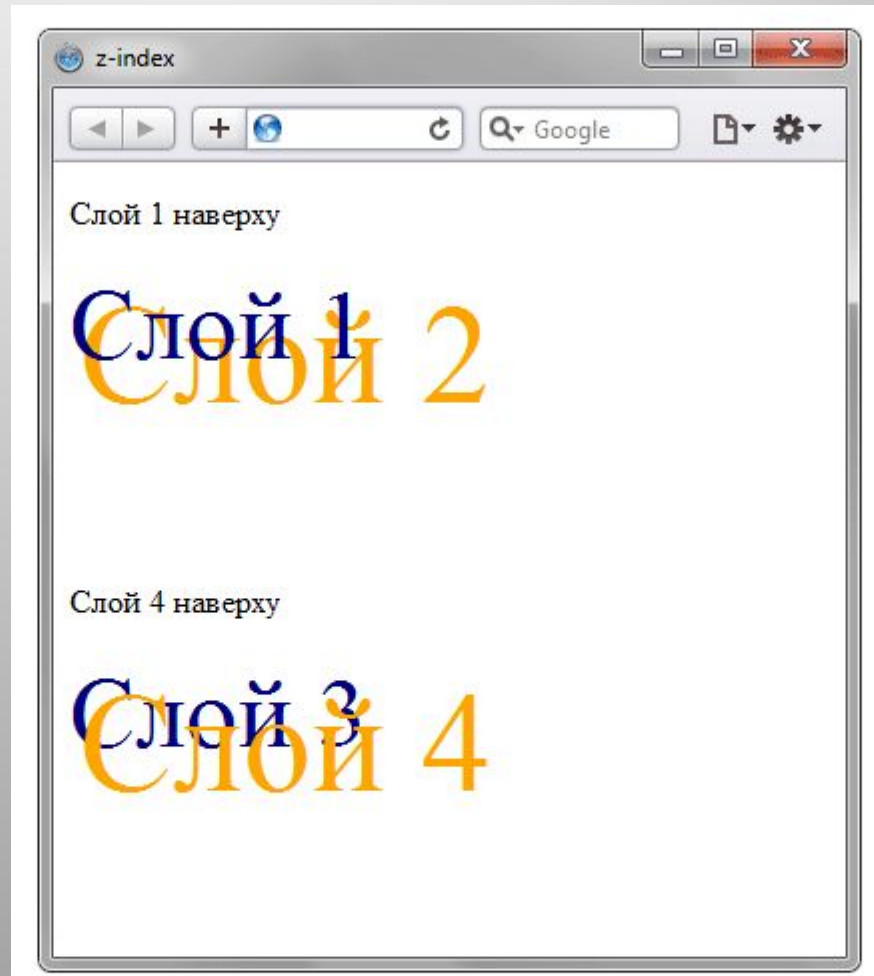 z-index
Google
Слой 1 наверху
Слой 1
Слой 2
Слой 4 наверху
Слой 3
Слой 4